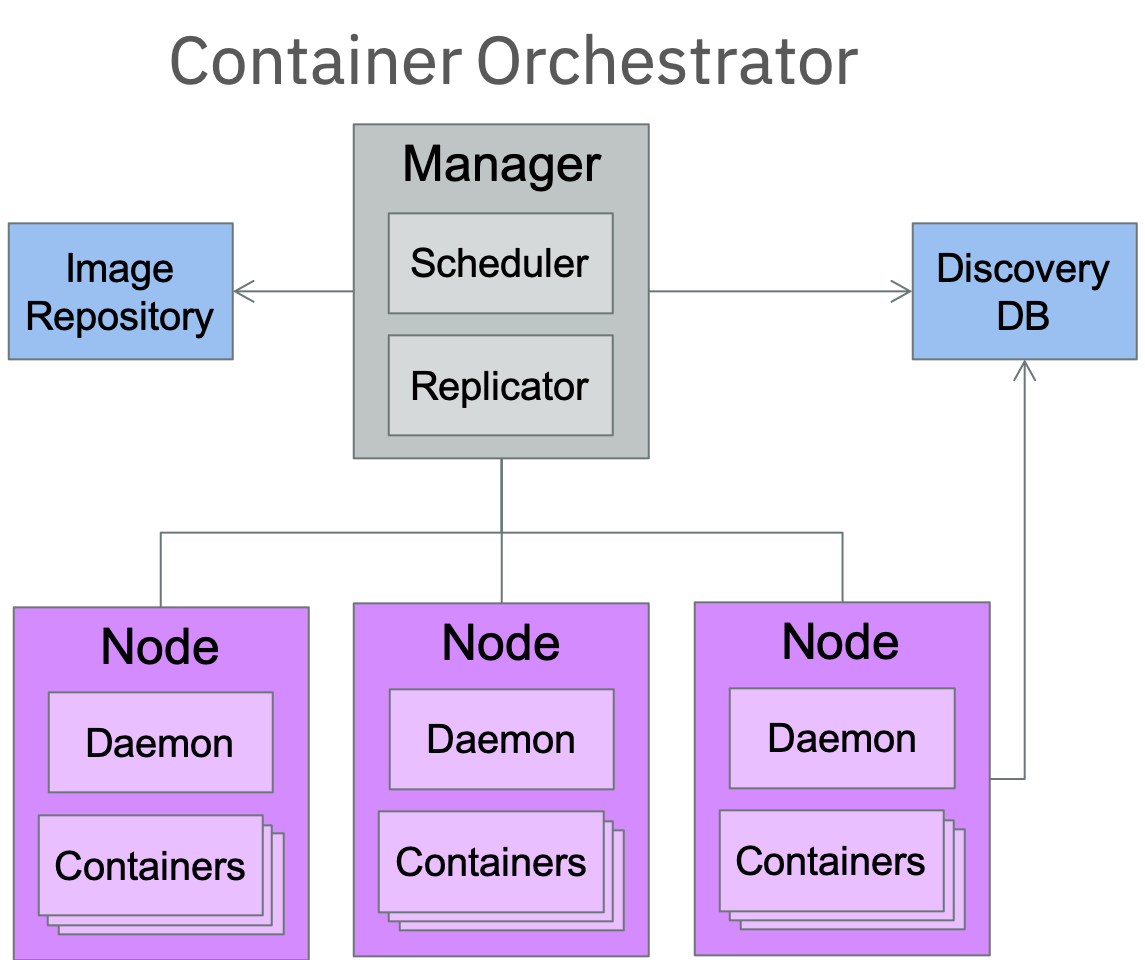 Container Orchestrator
Manager
Scheduler
Replicator
Image
Repository
Discovery
DB
Node
Daemon
Containers
Node
Daemon
Containers
Node
Daemon
Containers